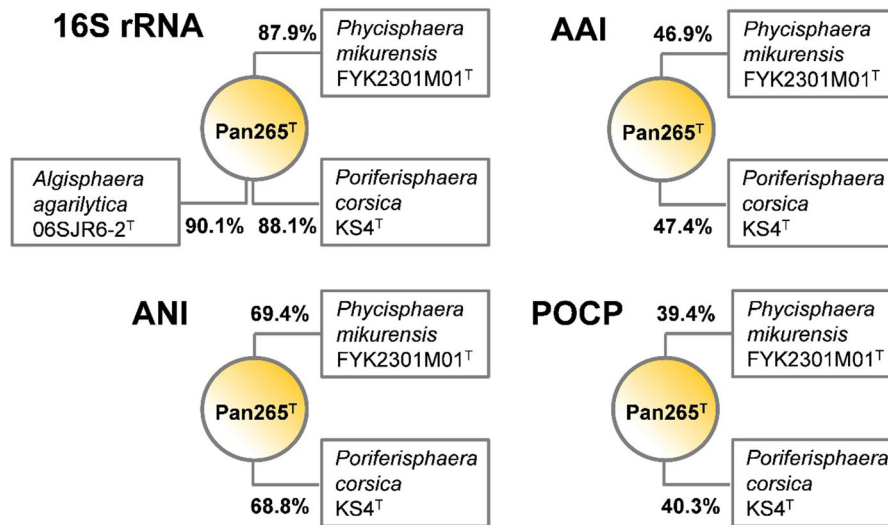 16S rRNA
87.9%
Phycisphaera
mikurensis
FYK2301M01ᵀ
Pan265ᵀ
Algisphaera
agarilytica
06SJR6-2ᵀ
90.1%
88.1%
Poriferisphaera
corsica
KS4ᵀ
AAI
46.9%
Phycisphaera
mikurensis
FYK2301M01ᵀ
Pan265ᵀ
47.4%
Poriferisphaera
corsica
KS4ᵀ
ANI
69.4%
Phycisphaera
mikurensis
FYK2301M01ᵀ
Pan265ᵀ
68.8%
Poriferisphaera
corsica
KS4ᵀ
POCP
39.4%
Phycisphaera
mikurensis
FYK2301M01ᵀ
Pan265ᵀ
40.3%
Poriferisphaera
corsica
KS4ᵀ